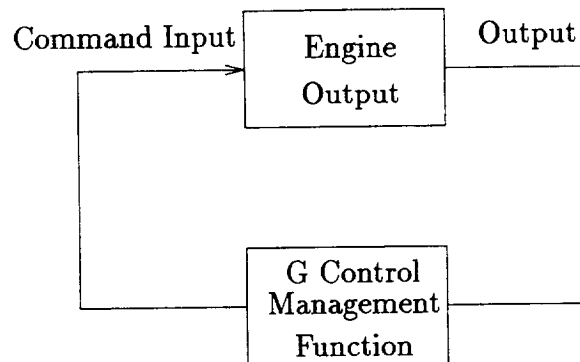 Command Input
Engine
Output
Output
G Control
Management
Function